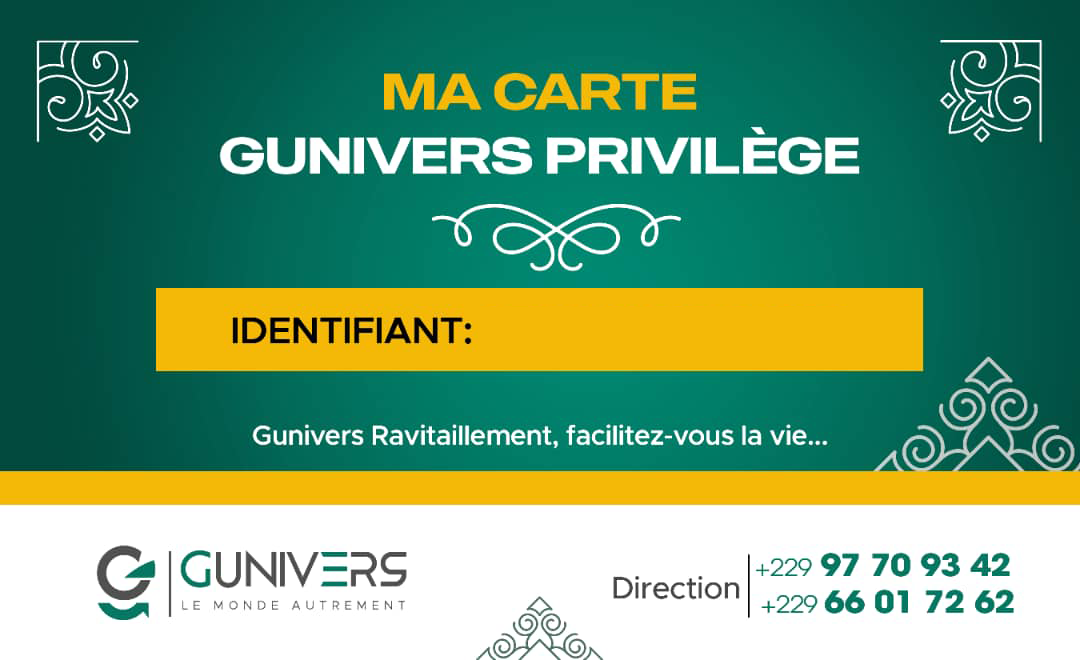 MA CARTE
GUNIVERS PRIVILÈGE
IDENTIFIANT:
Gunivers Ravitaillement, facilitez-vous la vie...
GUNIVERS
LE MONDE AUTREMENT
Direction
+229 97 70 93 42
+229 66 01 72 62